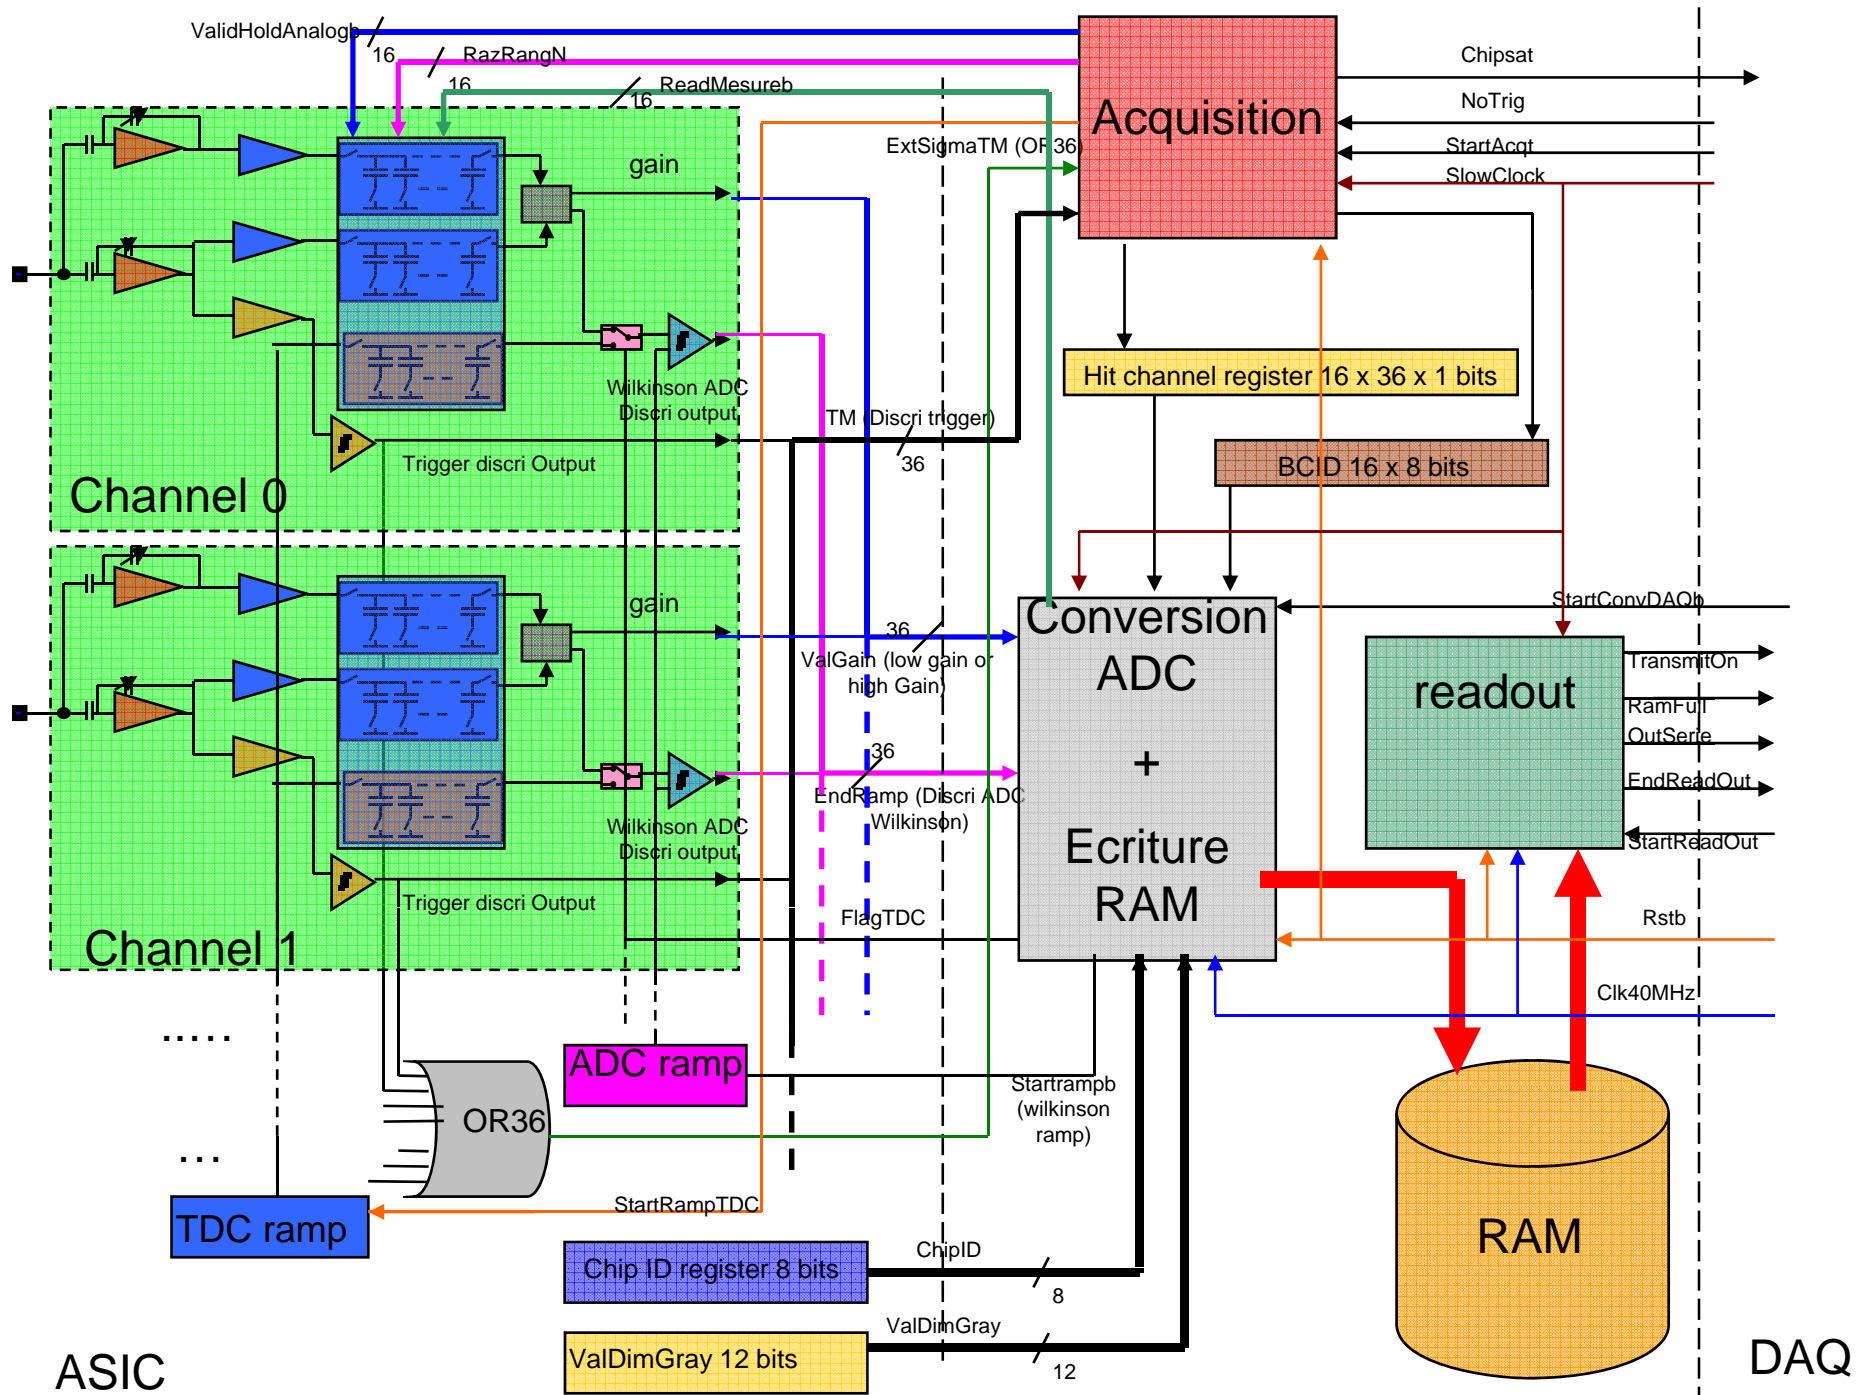 ValidHoldAnalogb
16
RazRangN
16
ReadMesureb
16
Acquisition
Chipsat
NoTrig
StartAcqt
SlowClock
ExtSigmaTM (OR36)
gain
Hit channel register 16 x 36 x 1 bits
BCID 16 x 8 bits
Wilkinson ADC
Discri output
TM (Discri trigger)
36
Trigger discri Output
Channel 0
gain
36
ValGain (low gain or
high Gain)
Conversion
ADC
+
Ecriture
RAM
StartConvDAQb
readout
TransmitOn
RamFull
OutSerie
EndReadOut
StartReadOut
36
EndRamp (Discri ADC
Wilkinson)
Wilkinson ADC
Discri output
Trigger discri Output
FlagTDC
Channel 1
Rstb
Clk40MHz
.....
ADC ramp
Startrampb
(wilkinson
ramp)
OR36
...
StartRampTDC
TDC ramp
RAM
Chip ID register 8 bits
ChipID
8
ValDimGray 12 bits
ValDimGray
12
ASIC
DAQ